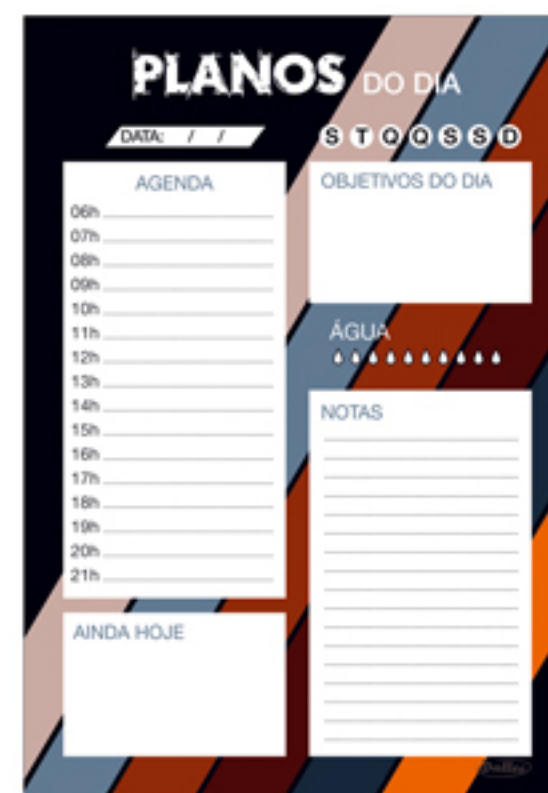 PLANOS DO DIA
DATA: / /
S T Q Q S S D
AGENDA
06h
07h
08h
09h
10h
11h
12h
13h
14h
15h
16h
17h
18h
19h
20h
21h
AINDA HOJE
OBJETIVOS DO DIA
ÁGUA
NOTAS